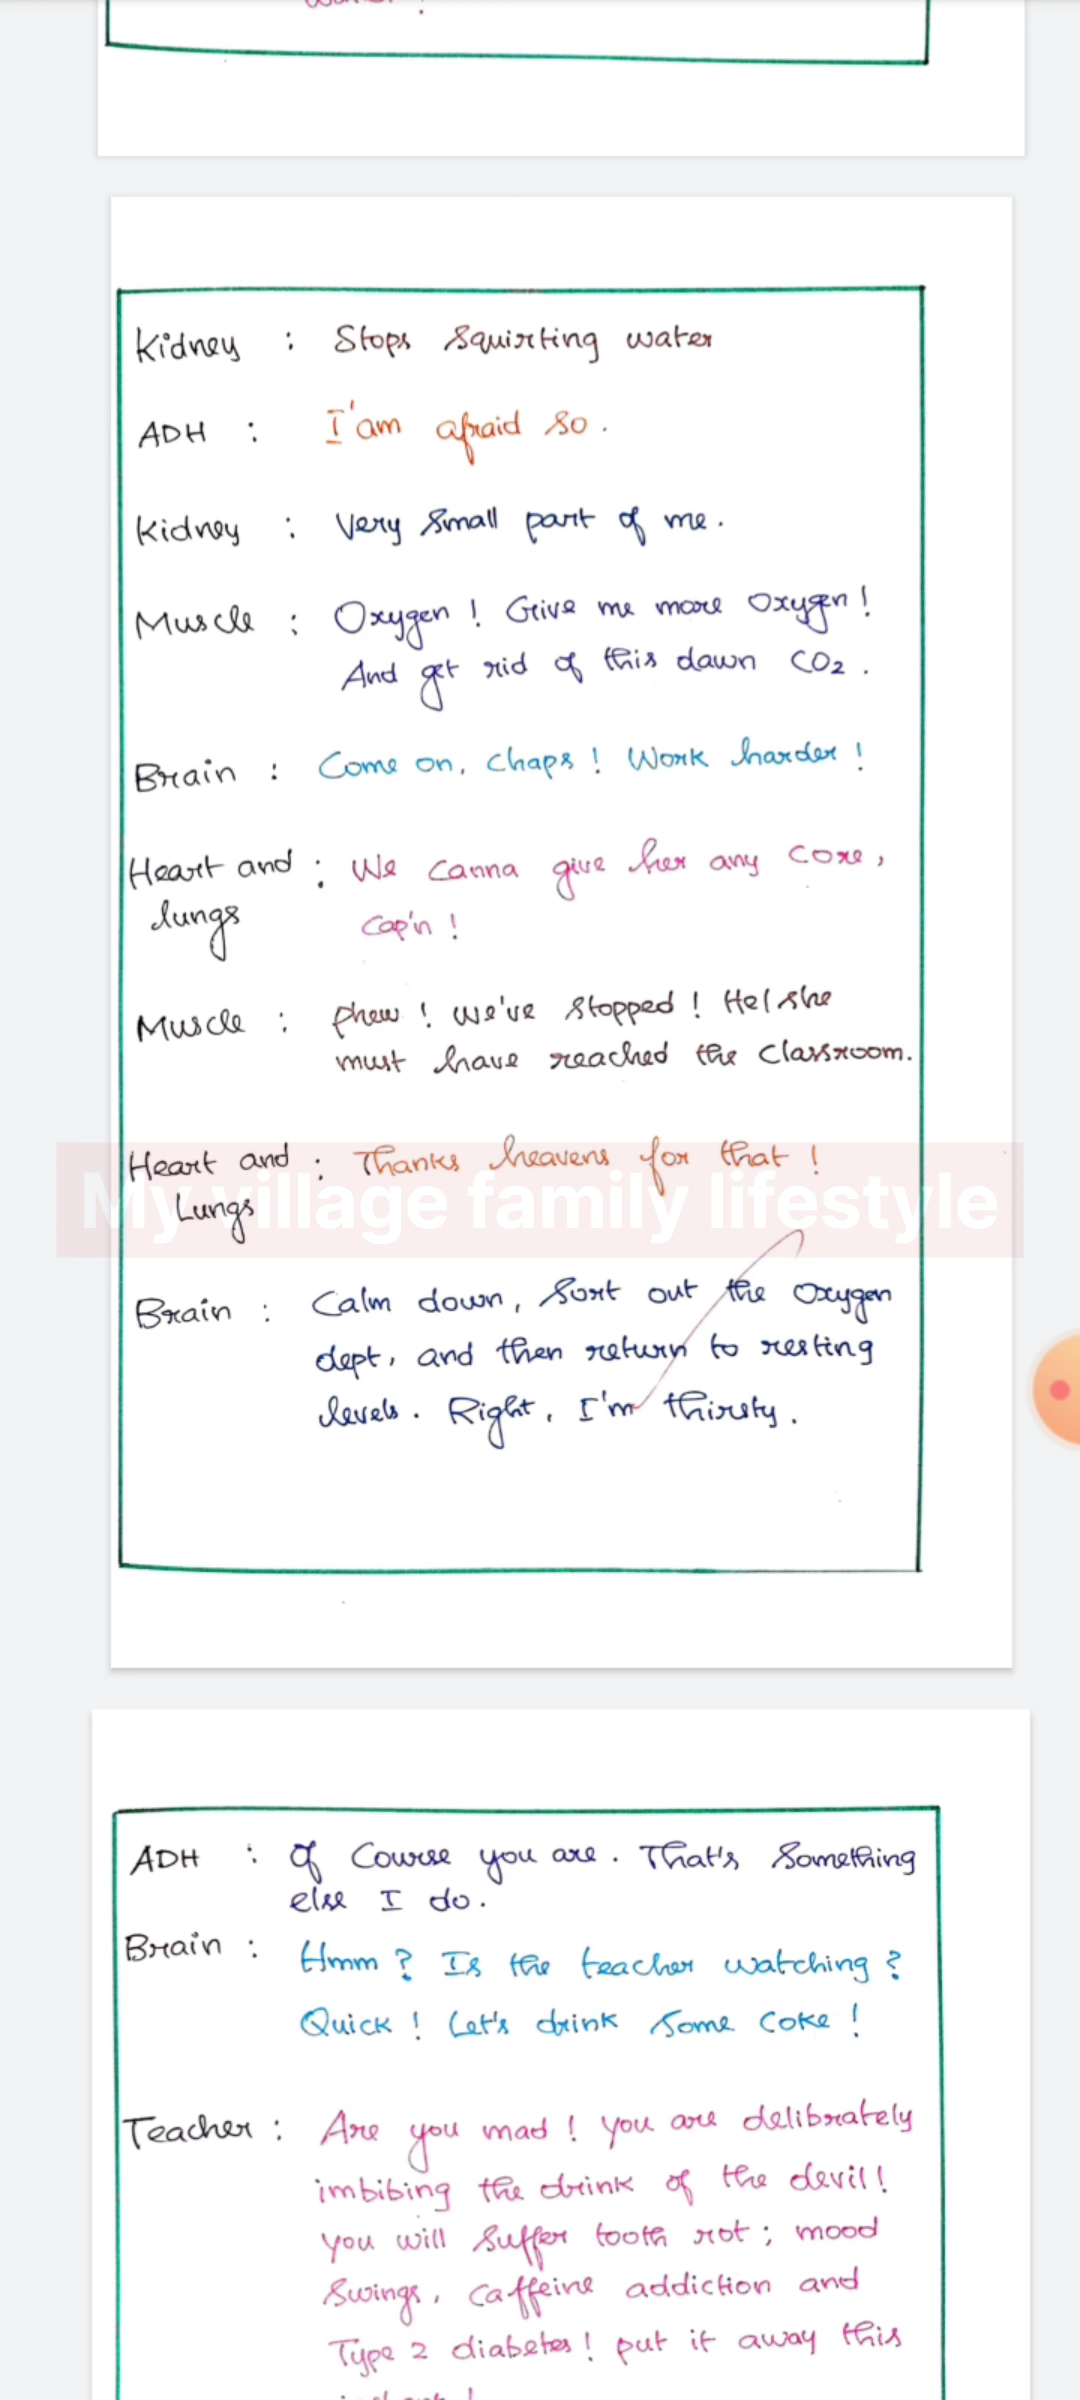 Kidney : Stops squirting water
ADH : I'am afraid so.
Kidney : Very small part of me.
Muscle : Oxygen! Give me more oxygen!
And get rid of this dawn CO2.
Brain : Come on, chaps! Work harder!
Heart and : We canna give her any core,
lungs cap'n!
Muscle : Phew! We've stopped! He/she
must have reached the classroom.
Heart and : Thanks heavens for that!
Lungs
My village family lifestyle
Brain : Calm down, sort out the oxygen
dept, and then return to resting
levels. Right, I'm thirsty.
ADH : Of course you are. That's something
else I do.
Brain : Hmm? Is the teacher watching?
Quick! Let's drink some coke!
Teacher : Are you mad! You are delibrately
imbibing the drink of the devil!
you will suffer tooth rot; mood
swings, caffeine addiction and
Type 2 diabetes! put it away this